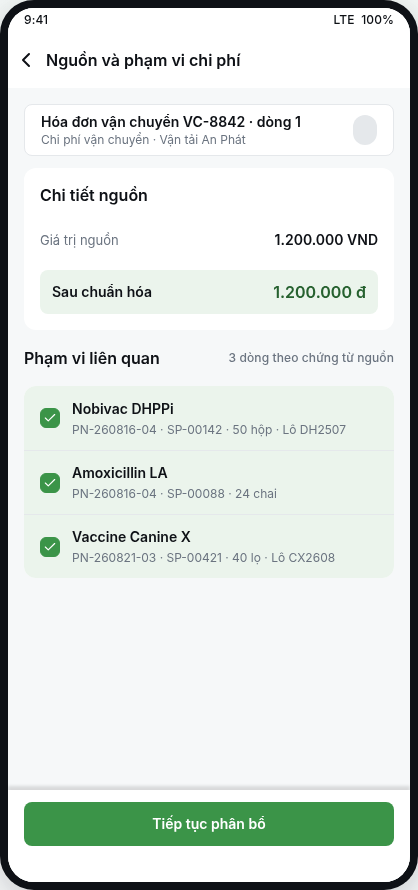 9:41
LTE 100%
Nguồn và phạm vi chi phí
Hóa đơn vận chuyển VC-8842 · dòng 1
Chi phí vận chuyển · Vận tải An Phát
Chi tiết nguồn
Giá trị nguồn
1.200.000 VND
Sau chuẩn hóa
1.200.000 đ
Phạm vi liên quan
3 dòng theo chứng từ nguồn
Nobivac DHPPi
PN-260816-04 · SP-00142 · 50 hộp · Lô DH2507
Amoxicillin LA
PN-260816-04 · SP-00088 · 24 chai
Vaccine Canine X
PN-260821-03 · SP-00421 · 40 lọ · Lô CX2608
Tiếp tục phân bổ